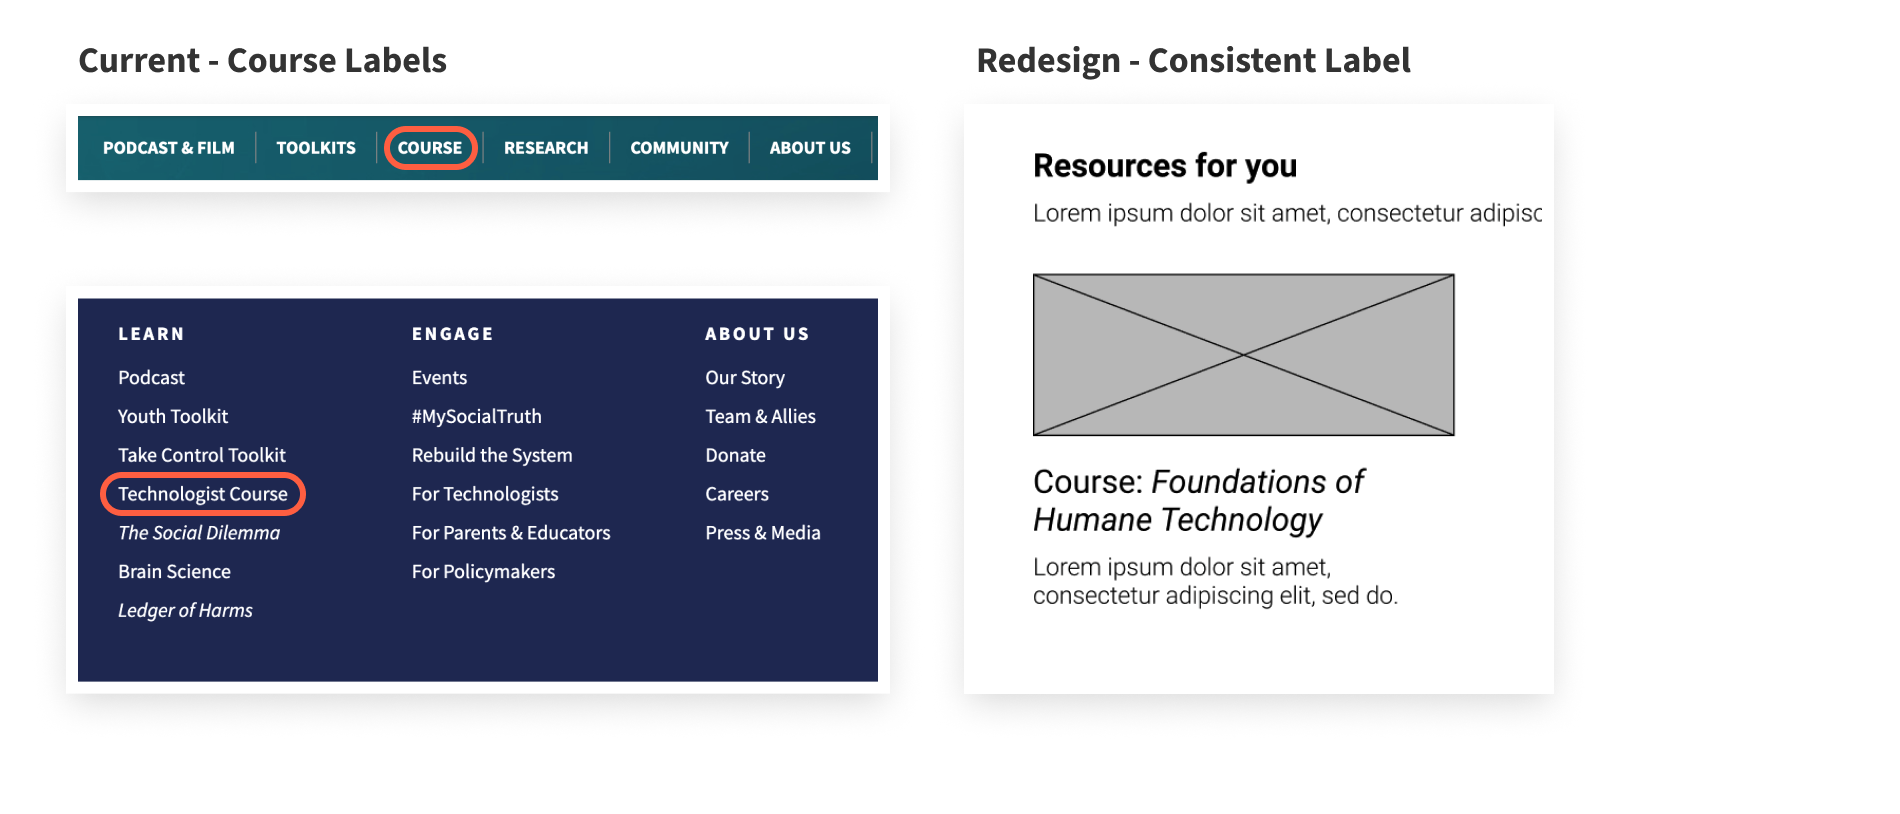 Current - Course Labels
PODCAST & FILM
TOOLKITS
COURSE
RESEARCH
COMMUNITY
ABOUT US
LEARN
Podcast
Youth Toolkit
Take Control Toolkit
Technologist Course
The Social Dilemma
Brain Science
Ledger of Harms
ENGAGE
Events
#MySocialTruth
Rebuild the System
For Technologists
For Parents & Educators
For Policymakers
ABOUT US
Our Story
Team & Allies
Donate
Careers
Press & Media
Redesign - Consistent Label
Resources for you
Lorem ipsum dolor sit amet, consectetur adipisc
Course: Foundations of
Humane Technology
Lorem ipsum dolor sit amet,
consectetur adipiscing elit, sed do.